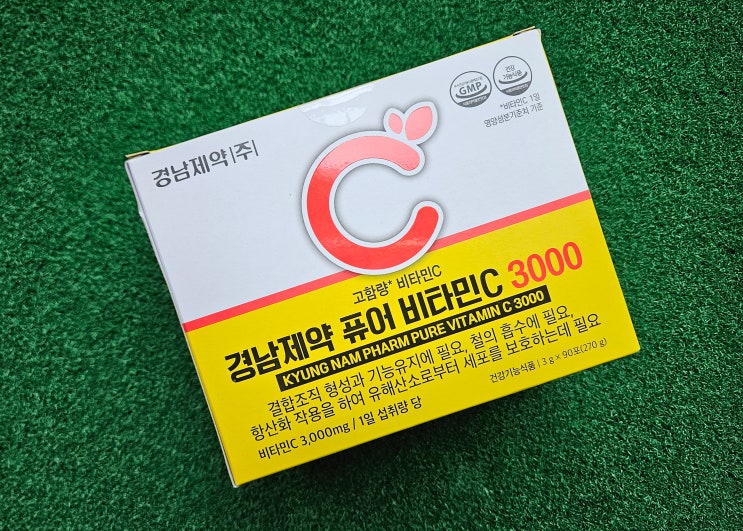 경남제약|주|
GMP
건강
기능식품
*비타민C 1일
영양성분기준치 기준
C
고함량* 비타민C
경남제약 퓨어 비타민C 3000
KYUNG NAM PHARM PURE VITAMIN C 3000
결합조직 형성과 기능유지에 필요, 철의 흡수에 필요,
항산화 작용을 하여 유해산소로부터 세포를 보호하는데 필요
비타민C 3,000mg / 1일 섭취량 당
건강기능식품 | 3 g × 90포(270 g)